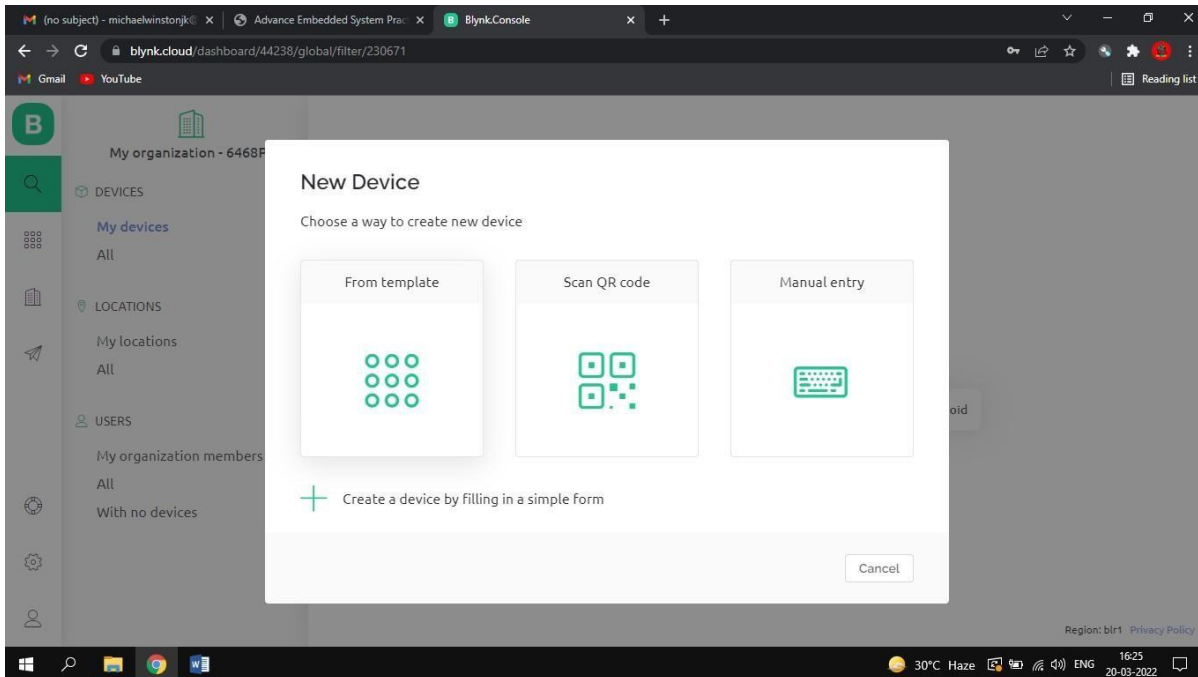 (no subject) - michaelwinstonjk@
Advance Embedded System Prac
Blynk.Console
blynk.cloud/dashboard/44238/global/filter/230671
Gmail
YouTube
Reading list
B
My organization - 6468P
DEVICES
My devices
All
LOCATIONS
My locations
All
USERS
My organization members
All
With no devices
New Device
Choose a way to create new device
From template
Scan QR code
Manual entry
Create a device by filling in a simple form
Cancel
oid
Region: blr1 Privacy Policy
30°C Haze
ENG
16:25
20-03-2022